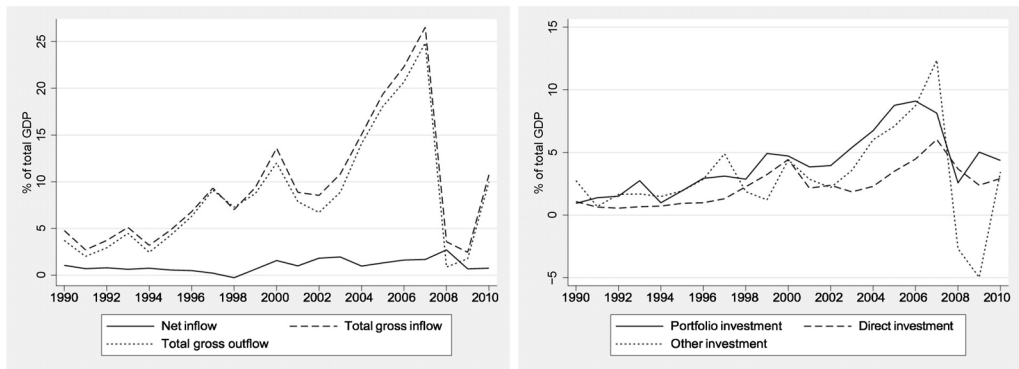 % of total GDP
25
20
15
10
5
0
1990 1992 1994 1996 1998 2000 2002 2004 2006 2008 2010
Net inflow Total gross inflow
Total gross outflow
% of total GDP
15
10
5
0
−5
1990 1992 1994 1996 1998 2000 2002 2004 2006 2008 2010
Portfolio investment Direct investment
Other investment